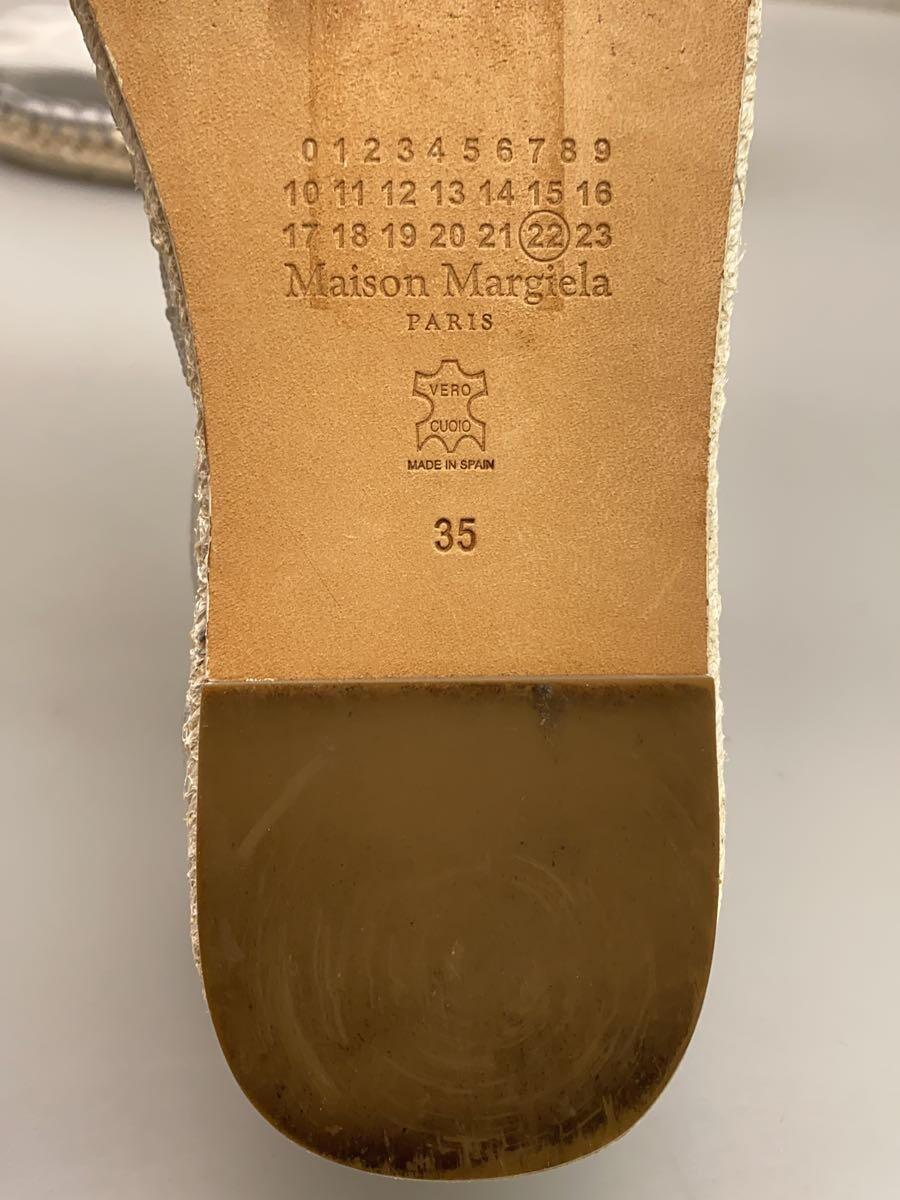 0 1 2 3 4 5 6 7 8 9
10 11 12 13 14 15 16
17 18 19 20 21 22 23
Maison Margiela
PARIS
VERO
CUOIO
MADE IN SPAIN
35